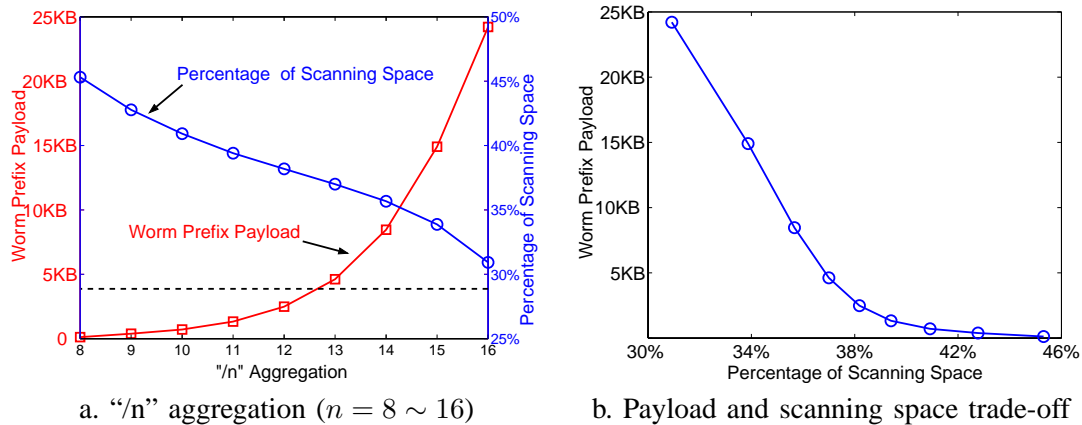 25KB
20KB
15KB
10KB
5KB
0
Worm Prefix Payload
50%
45%
40%
35%
30%
25%
Percentage of Scanning Space
Percentage of Scanning Space
Worm Prefix Payload
8 9 10 11 12 13 14 15 16
"/n" Aggregation
a. “/n” aggregation (n = 8 ∼ 16)
25KB
20KB
15KB
10KB
5KB
0
Worm Prefix Payload
30% 34% 38% 42% 46%
Percentage of Scanning Space
b. Payload and scanning space trade-off